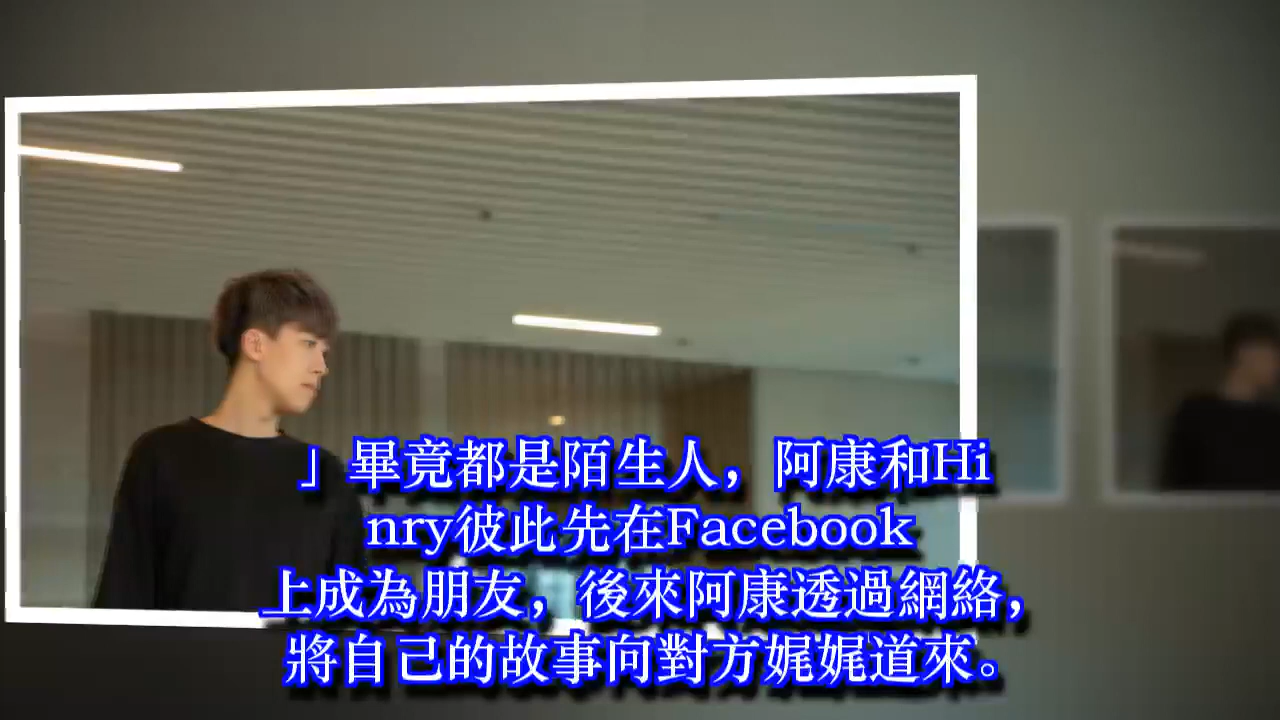 」畢竟都是陌生人，阿康和Hi
nry彼此先在Facebook
上成為朋友，後來阿康透過網絡，
將自己的故事向對方娓娓道來。